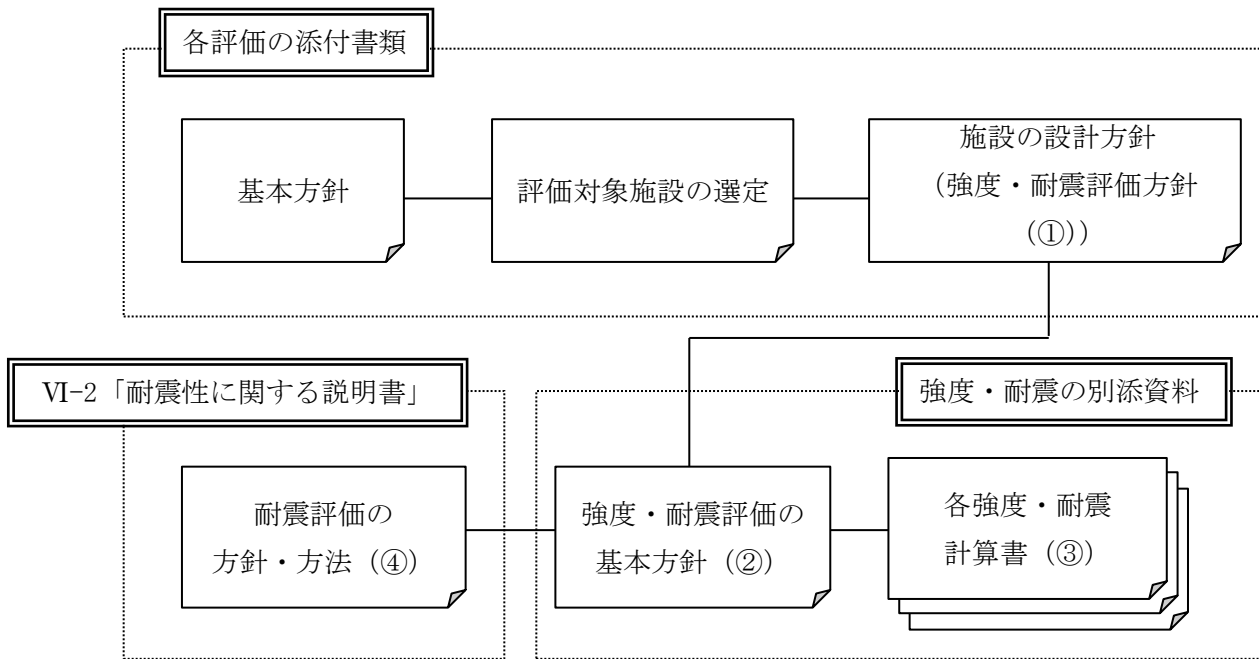 各評価の添付書類
基本方針
評価対象施設の選定
施設の設計方針
（強度・耐震評価方針
（①））
Ⅵ-2「耐震性に関する説明書」
強度・耐震の別添資料
耐震評価の
方針・方法（④）
強度・耐震評価の
基本方針（②）
各強度・耐震
計算書（③）